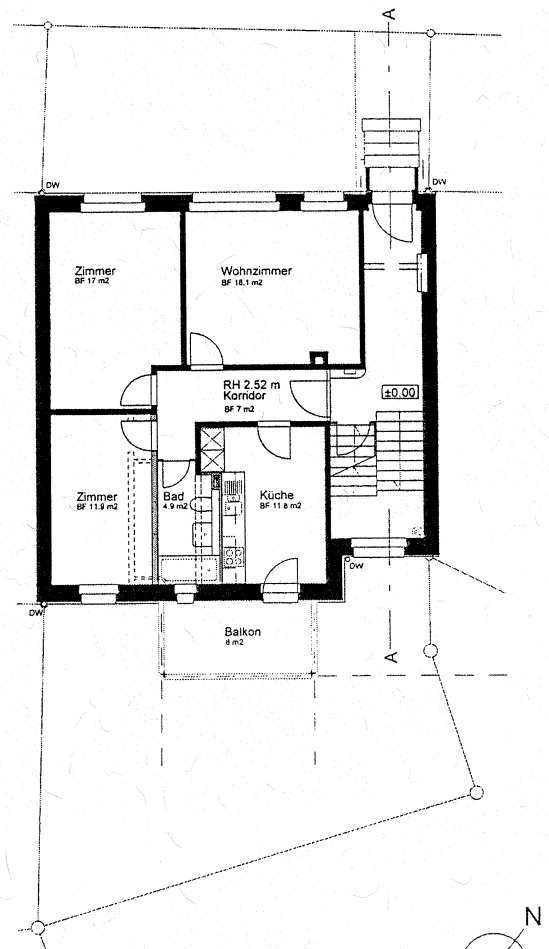 A
DW
DW
Zimmer
BF 17 m2
Wohnzimmer
BF 18.1 m2
RH 2.52 m
Korridor
BF 7 m2
±0.00
Zimmer
BF 11.9 m2
Bad
4.9 m2
Küche
BF 11.8 m2
DW
DW
DW
Balkon
8 m2
A
N